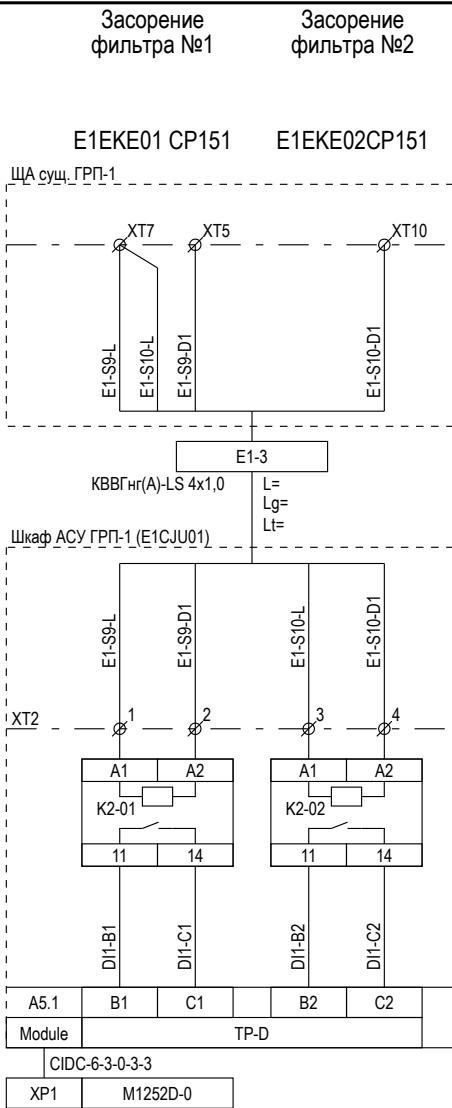 Засорение
фильтра №1
Засорение
фильтра №2
E1EKE01 CP151
E1EKE02CP151
ЩА сущ. ГРП-1
XT7
XT5
XT10
E1-S9-L
E1-S10-L
E1-S9-D1
E1-S10-D1
E1-3
КВВГнг(А)-LS 4x1,0
L=
Lg=
Lt=
Шкаф АСУ ГРП-1 (E1CJU01)
E1-S9-L
E1-S9-D1
E1-S10-L
E1-S10-D1
XT2
1
2
3
4
A1
A2
A1
A2
K2-01
K2-02
11
14
11
14
DI1-B1
DI1-C1
DI1-B2
DI1-C2
A5.1
B1
C1
B2
C2
Module
TP-D
CIDC-6-3-0-3-3
XP1
M1252D-0